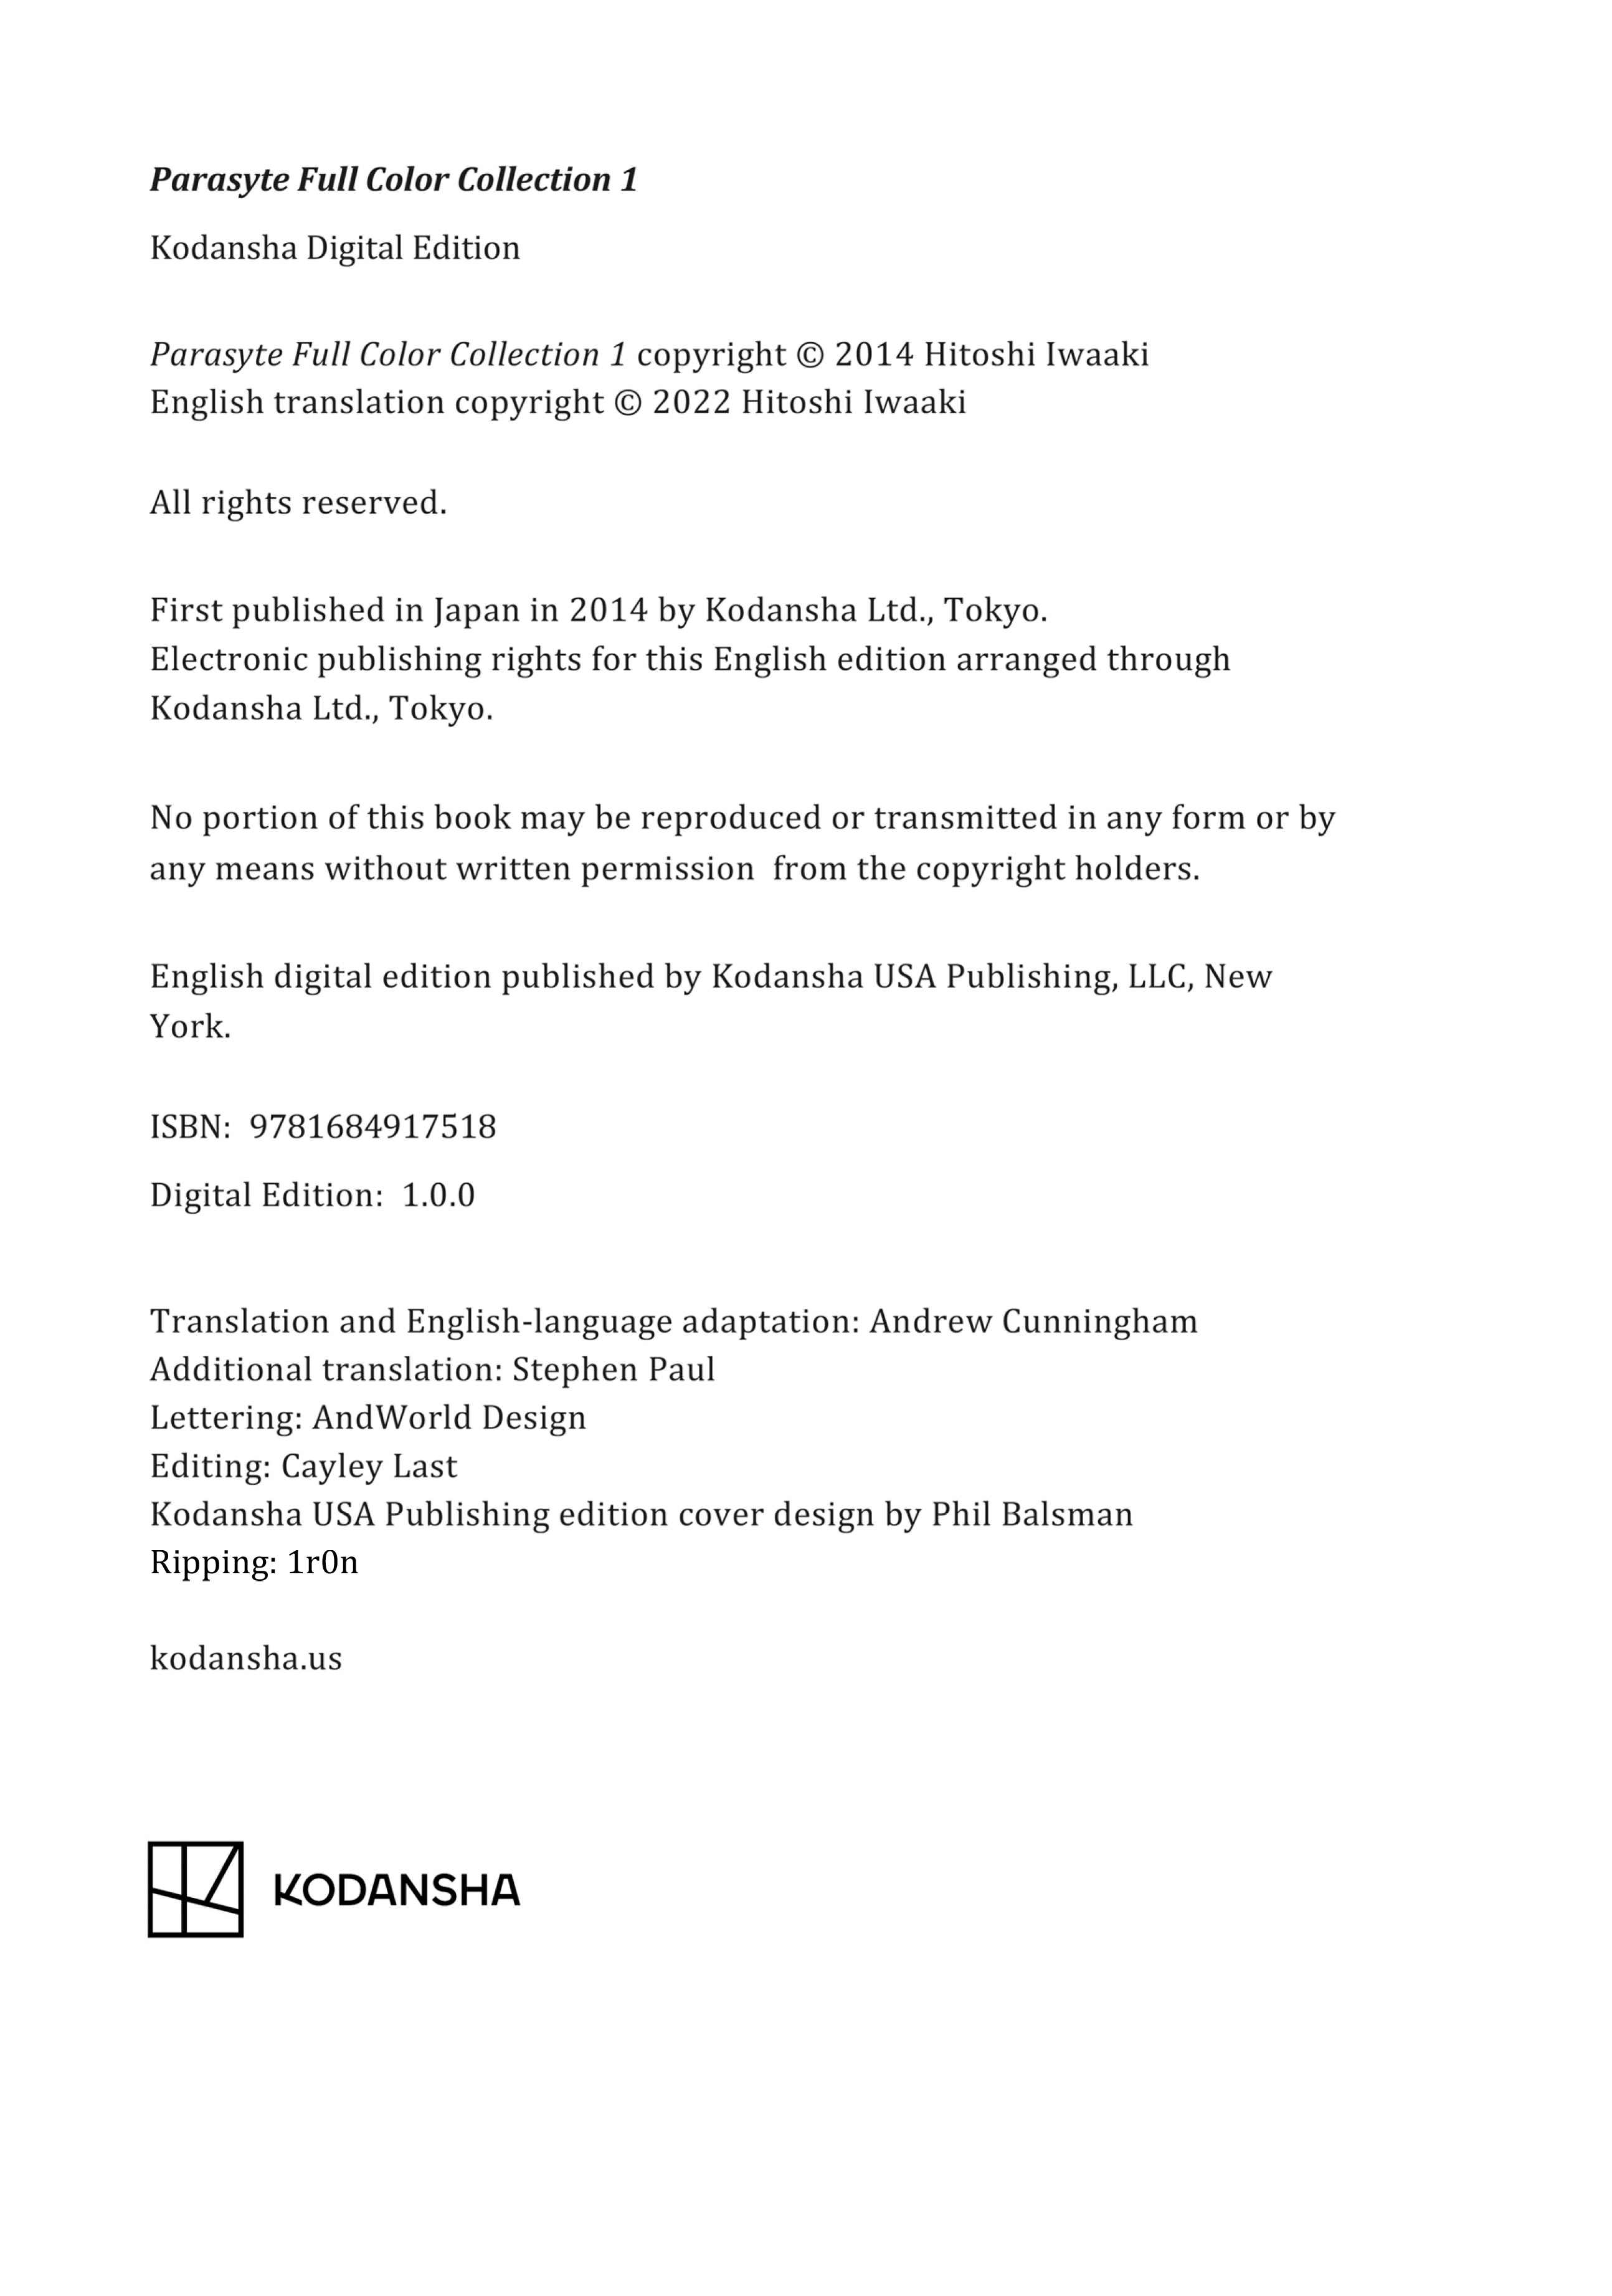 Parasyte Full Color Collection 1
Kodansha Digital Edition
Parasyte Full Color Collection 1 copyright © 2014 Hitoshi Iwaaki
English translation copyright © 2022 Hitoshi Iwaaki
All rights reserved.
First published in Japan in 2014 by Kodansha Ltd., Tokyo.
Electronic publishing rights for this English edition arranged through
Kodansha Ltd., Tokyo.
No portion of this book may be reproduced or transmitted in any form or by
any means without written permission  from the copyright holders.
English digital edition published by Kodansha USA Publishing, LLC, New
York.
ISBN:  9781684917518
Digital Edition:  1.0.0
Translation and English-language adaptation: Andrew Cunningham
Additional translation: Stephen Paul
Lettering: AndWorld Design
Editing: Cayley Last
Kodansha USA Publishing edition cover design by Phil Balsman
Ripping: 1r0n
kodansha.us
KODANSHA